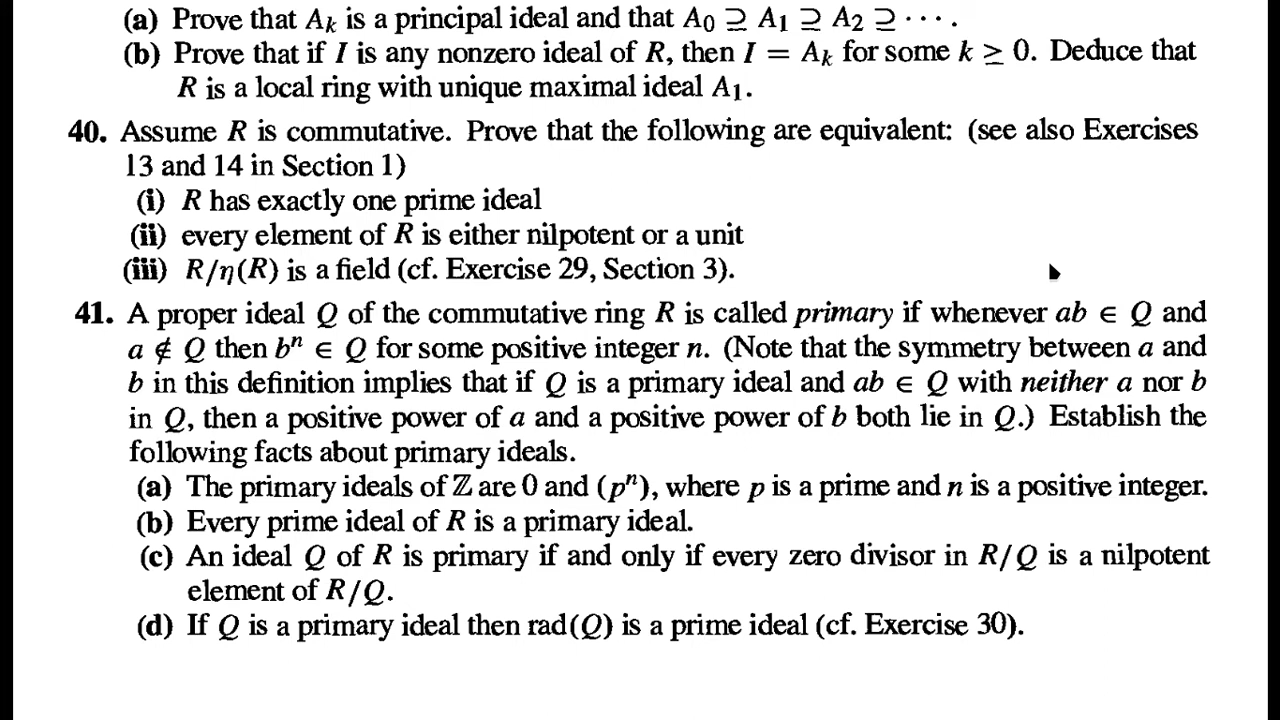 (a) Prove that Aₖ is a principal ideal and that A₀ ⊇ A₁ ⊇ A₂ ⊇ ···.
(b) Prove that if I is any nonzero ideal of R, then I = Aₖ for some k ≥ 0. Deduce that
R is a local ring with unique maximal ideal A₁.
40. Assume R is commutative. Prove that the following are equivalent: (see also Exercises
13 and 14 in Section 1)
(i) R has exactly one prime ideal
(ii) every element of R is either nilpotent or a unit
(iii) R/η(R) is a field (cf. Exercise 29, Section 3).
41. A proper ideal Q of the commutative ring R is called primary if whenever ab ∈ Q and
a ∉ Q then bⁿ ∈ Q for some positive integer n. (Note that the symmetry between a and
b in this definition implies that if Q is a primary ideal and ab ∈ Q with neither a nor b
in Q, then a positive power of a and a positive power of b both lie in Q.) Establish the
following facts about primary ideals.
(a) The primary ideals of ℤ are 0 and (pⁿ), where p is a prime and n is a positive integer.
(b) Every prime ideal of R is a primary ideal.
(c) An ideal Q of R is primary if and only if every zero divisor in R/Q is a nilpotent
element of R/Q.
(d) If Q is a primary ideal then rad(Q) is a prime ideal (cf. Exercise 30).